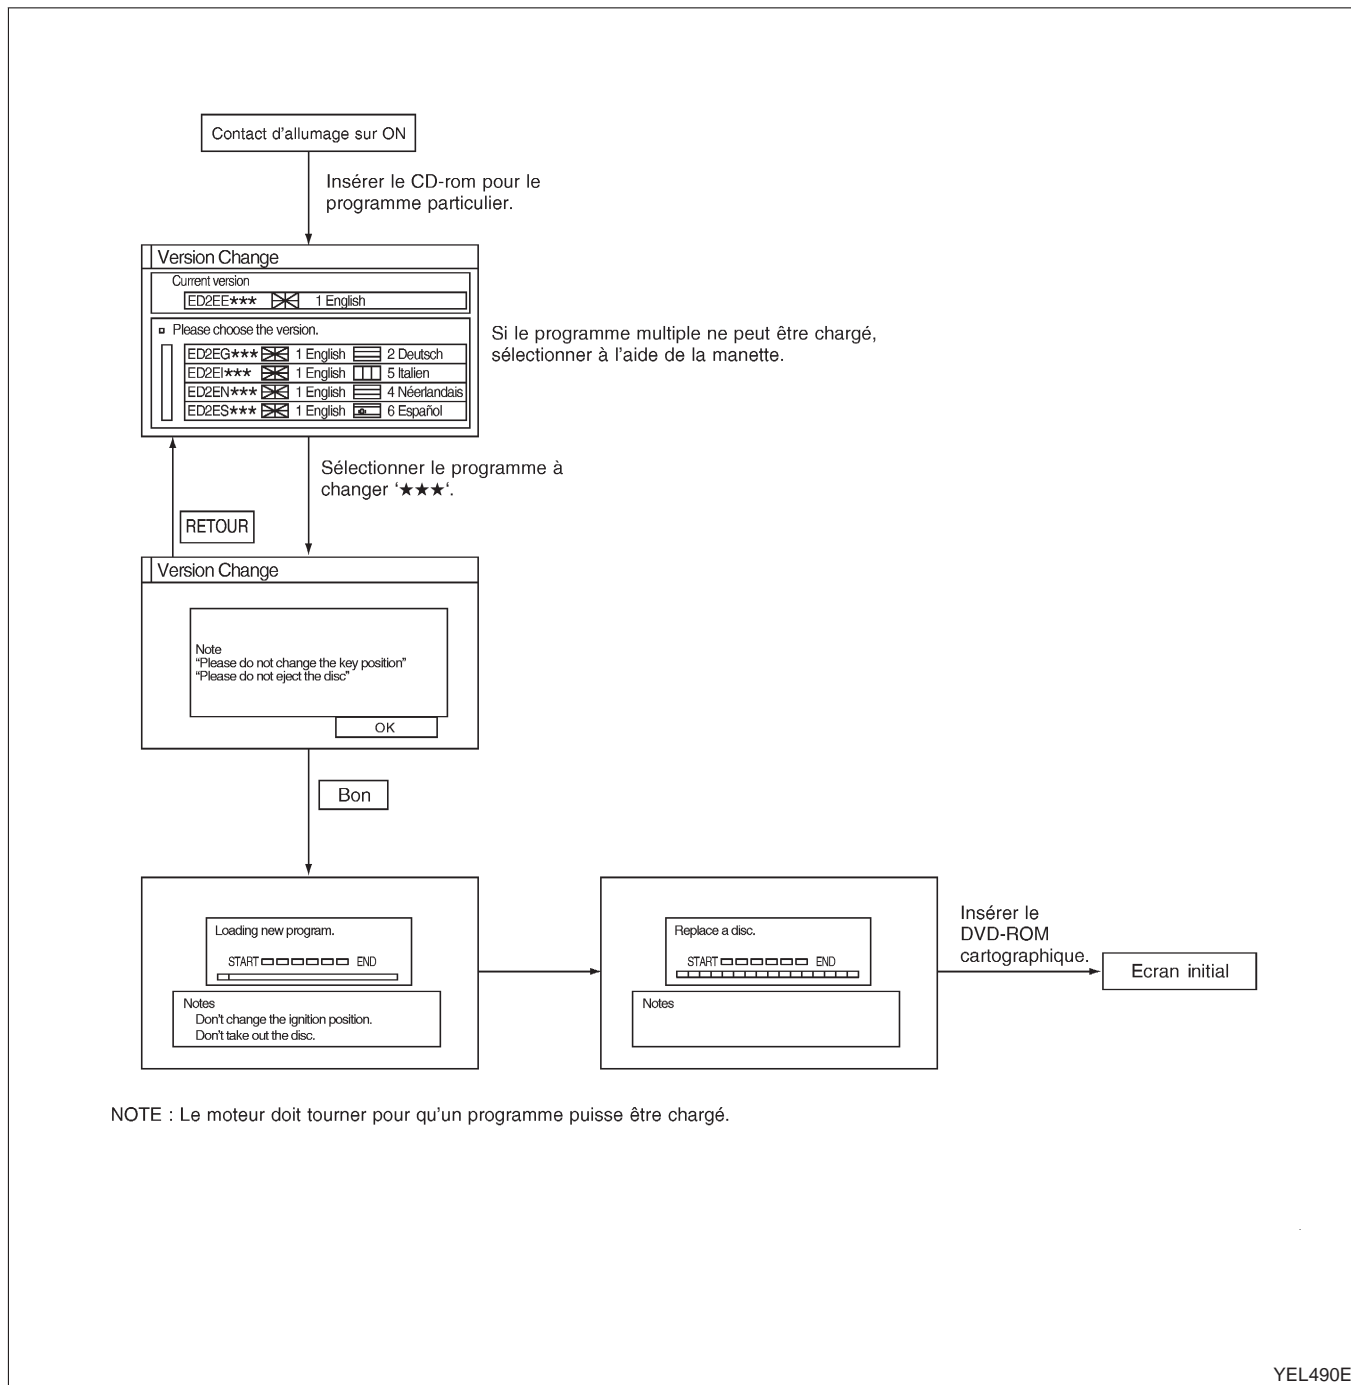 Contact d'allumage sur ON
Insérer le CD-rom pour le
programme particulier.
Version Change
Current version
ED2EE*** 1 English
Please choose the version.
ED2EG*** 1 English 2 Deutsch
ED2EI*** 1 English 5 Italien
ED2EN*** 1 English 4 Néerlandais
ED2ES*** 1 English 6 Español
Si le programme multiple ne peut être chargé,
sélectionner à l'aide de la manette.
Sélectionner le programme à
changer ‘★★★‘.
RETOUR
Version Change
Note
“Please do not change the key position”
“Please do not eject the disc”
OK
Bon
Loading new program.
START END
Notes
Don't change the ignition position.
Don't take out the disc.
Replace a disc.
START END
Notes
Insérer le
DVD-ROM
cartographique.
Ecran initial
NOTE : Le moteur doit tourner pour qu'un programme puisse être chargé.
YEL490E